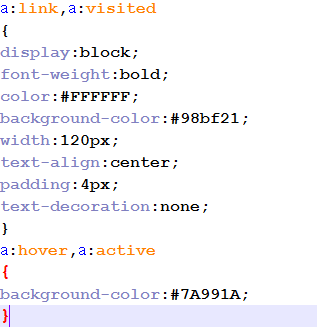 a:link,a:visited
{
display:block;
font-weight:bold;
color:#FFFFFF;
background-color:#98bf21;
width:120px;
text-align:center;
padding:4px;
text-decoration:none;
}
a:hover,a:active
{
background-color:#7A991A;
}